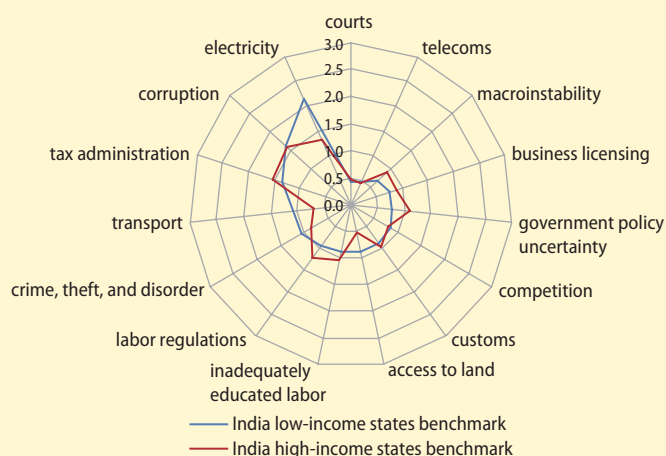 courts
3.0
2.5
2.0
1.5
1.0
0.5
0.0
telecoms
macroinstability
business licensing
government policy
uncertainty
competition
customs
access to land
inadequately
educated labor
labor regulations
crime, theft, and disorder
transport
tax administration
corruption
electricity
India low-income states benchmark
India high-income states benchmark